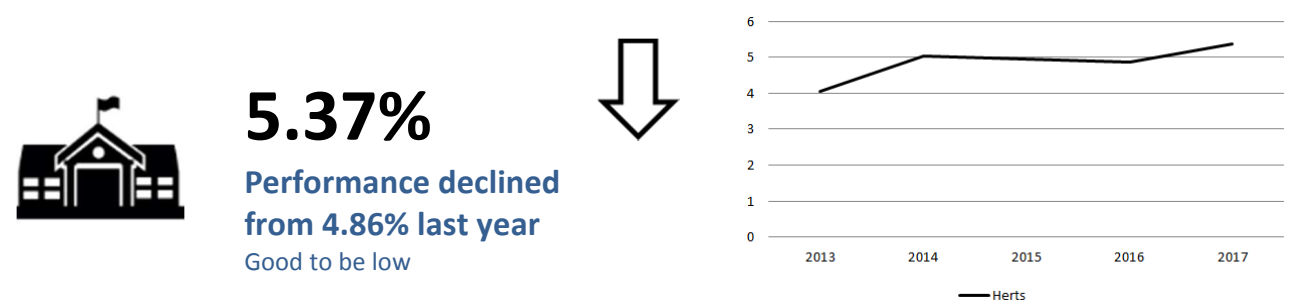 5.37%
Performance declined
from 4.86% last year
Good to be low
6
5
4
3
2
1
0
2013 2014 2015 2016 2017
Herts